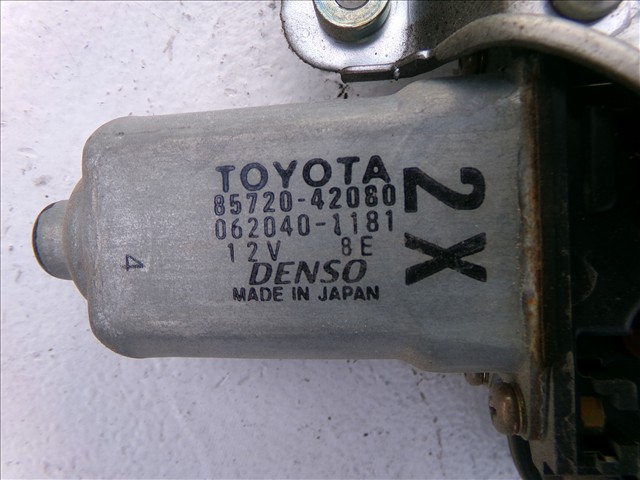 TOYOTA
85720-42080
062040-1181
12V 8E
DENSO
MADE IN JAPAN
2X
4